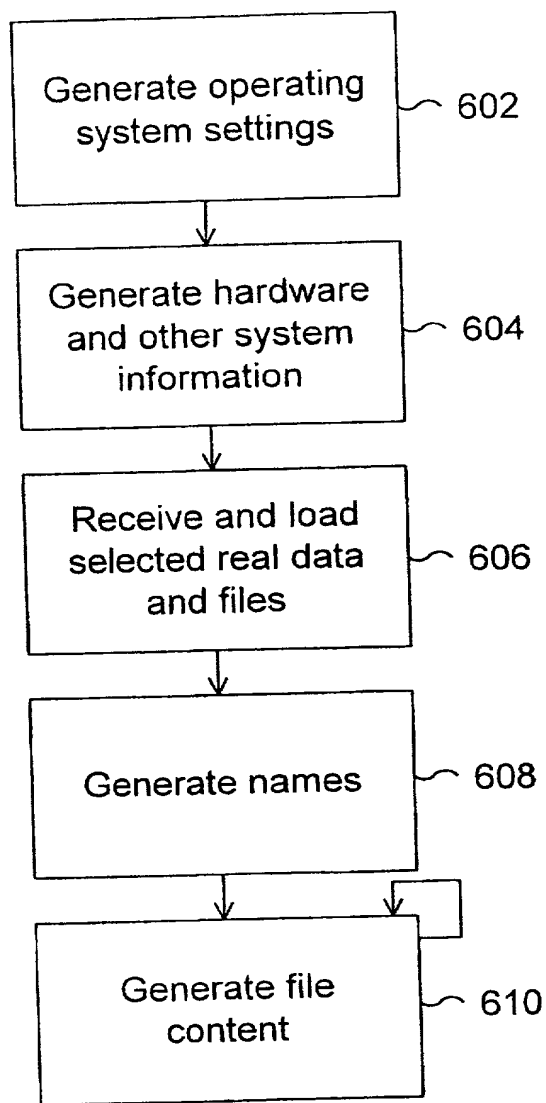 Generate operating
system settings
602
Generate hardware
and other system
information
604
Receive and load
selected real data
and files
606
Generate names
608
Generate file
content
610